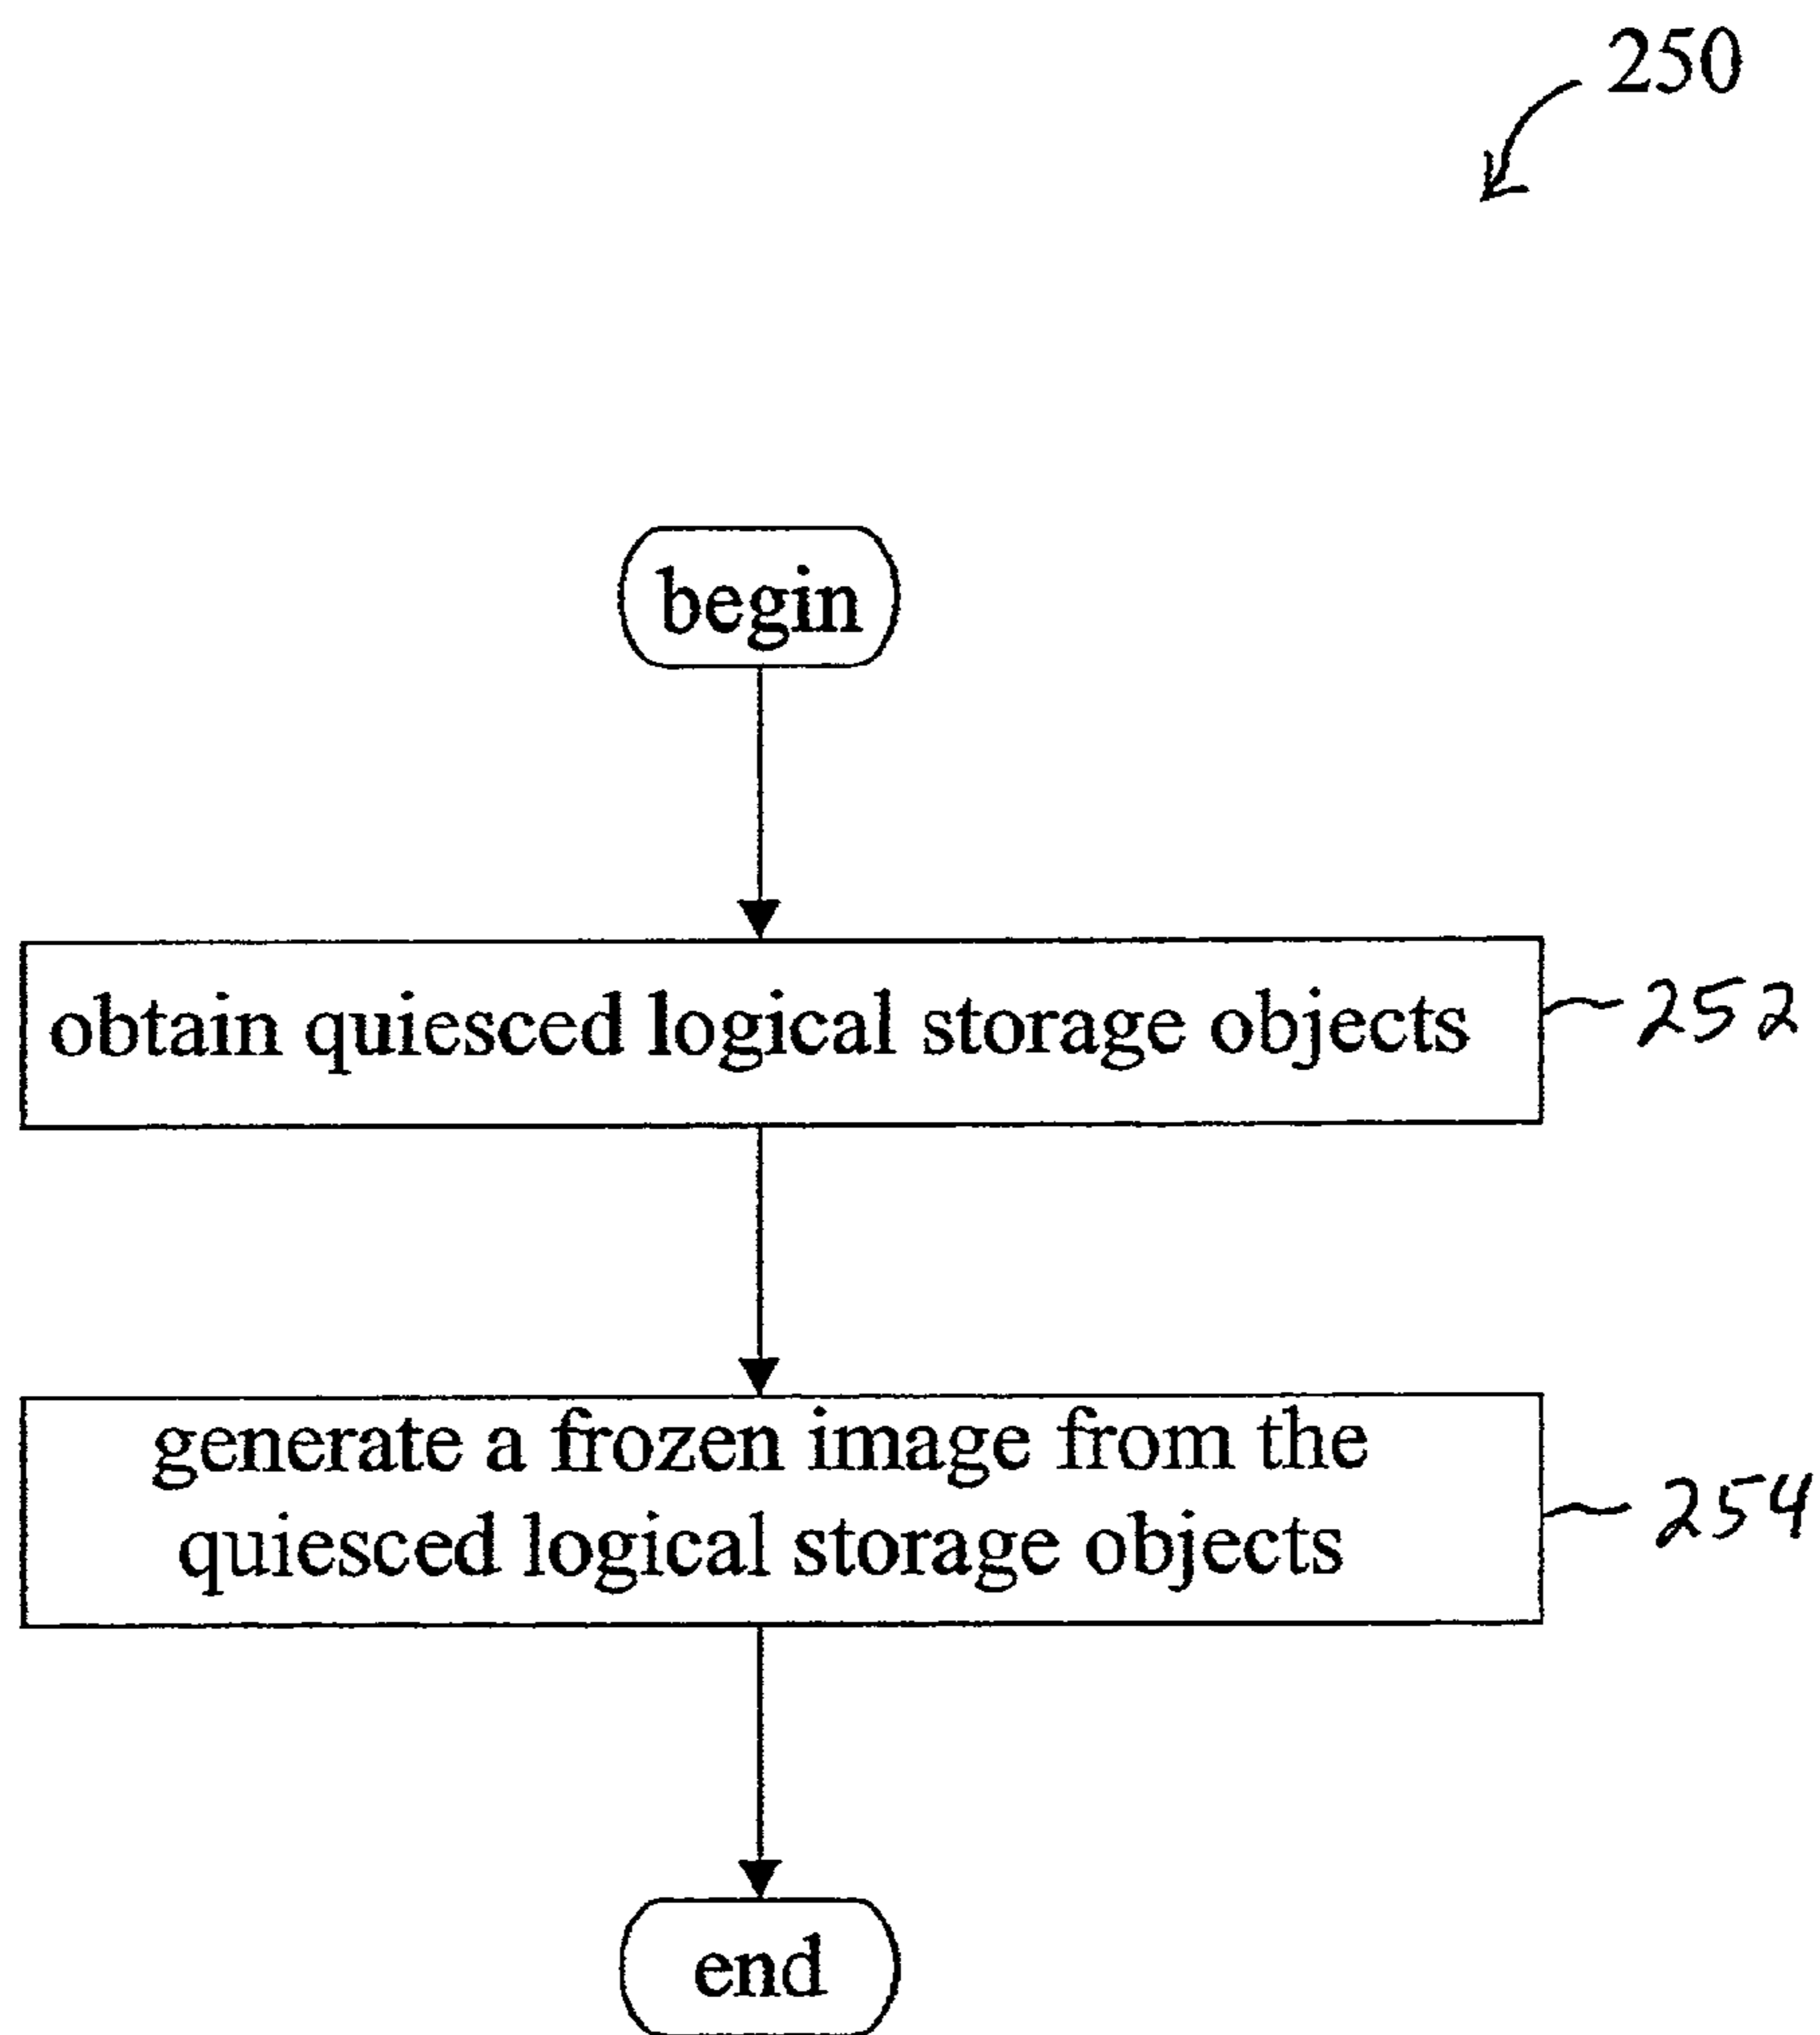 250
begin
obtain quiesced logical storage objects
252
generate a frozen image from the
quiesced logical storage objects
254
end